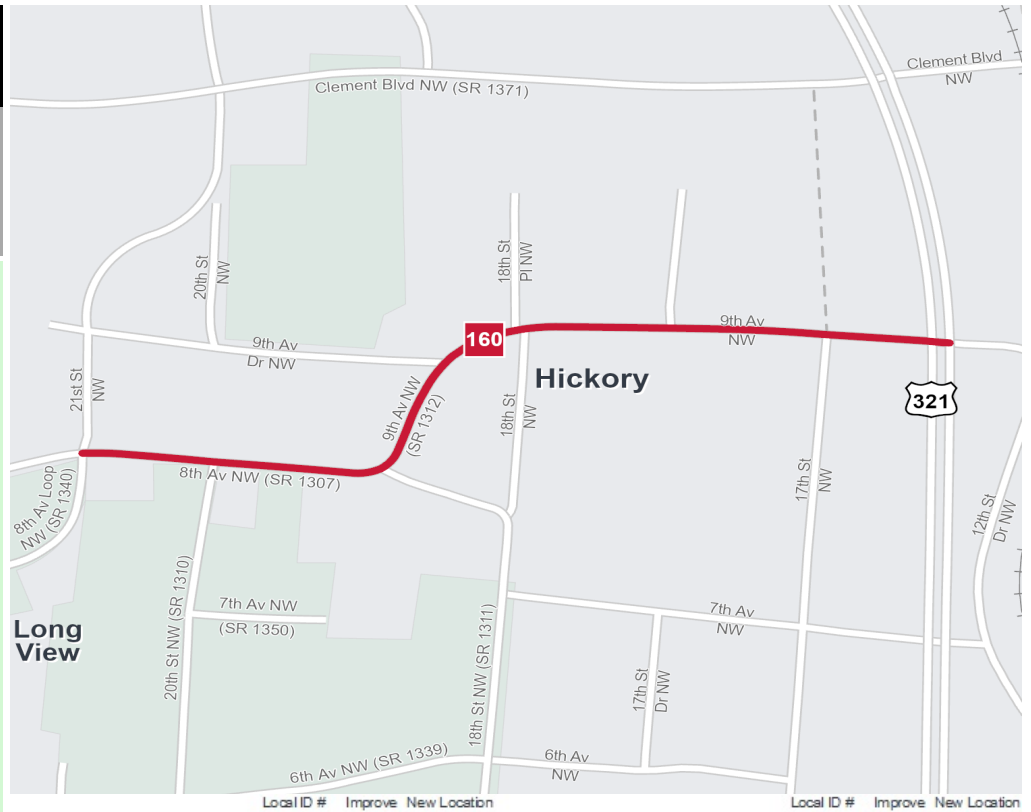 Clement Blvd
NW
Clement Blvd NW (SR 1371)
20th St
NW
18th St
Pl NW
9th Av
NW
160
9th Av
Dr NW
Hickory
321
21st St
NW
9th Av NW
(SR 1312)
18th St
NW
8th Av NW (SR 1307)
17th St
NW
8th Av Loop
NW (SR 1340)
12th St
Dr NW
20th St NW (SR 1310)
7th Av NW
(SR 1350)
18th St NW (SR 1311)
7th Av
NW
Long
View
17th St
Dr NW
6th Av NW (SR 1339)
6th Av
NW
Local ID # Improve New Location Local ID # Improve New Location